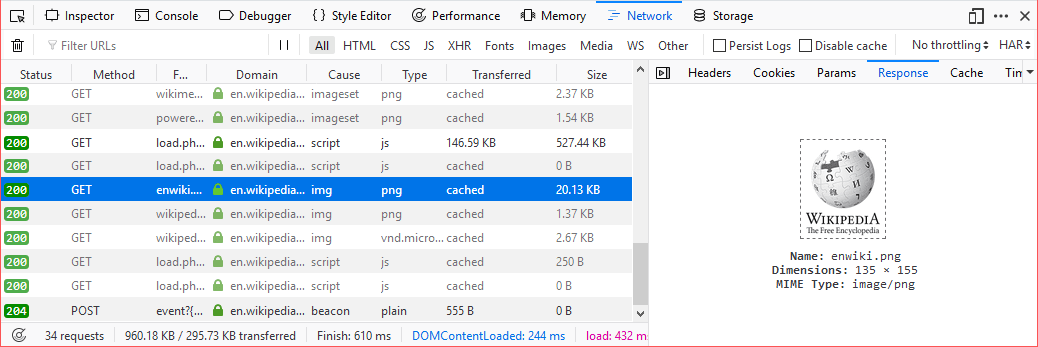 Inspector Console Debugger Style Editor Performance Memory Network Storage
Filter URLs All HTML CSS JS XHR Fonts Images Media WS Other Persist Logs Disable cache No throttling HAR
Status Method F... Domain Cause Type Transferred Size
200 GET wikime... en.wikipedia... imageset png cached 2.37 KB
200 GET powere... en.wikipedia... imageset png cached 1.54 KB
200 GET load.ph... en.wikipedia... script js 146.59 KB 527.44 KB
200 GET load.ph... en.wikipedia... script js cached 0 B
200 GET enwiki.... en.wikipedia... img png cached 20.13 KB
200 GET wikiped... en.wikipedia... img png cached 1.37 KB
200 GET wikiped... en.wikipedia... img vnd.micro... cached 2.67 KB
200 GET load.ph... en.wikipedia... script js cached 250 B
200 GET load.ph... en.wikipedia... script js cached 0 B
204 POST event?{... en.wikipedia... beacon plain 555 B 0 B
34 requests 960.18 KB / 295.73 KB transferred Finish: 610 ms DOMContentLoaded: 244 ms load: 432 m
Headers Cookies Params Response Cache Tim
WIKIPEDIA
The Free Encyclopedia
Name: enwiki.png
Dimensions: 135 × 155
MIME Type: image/png